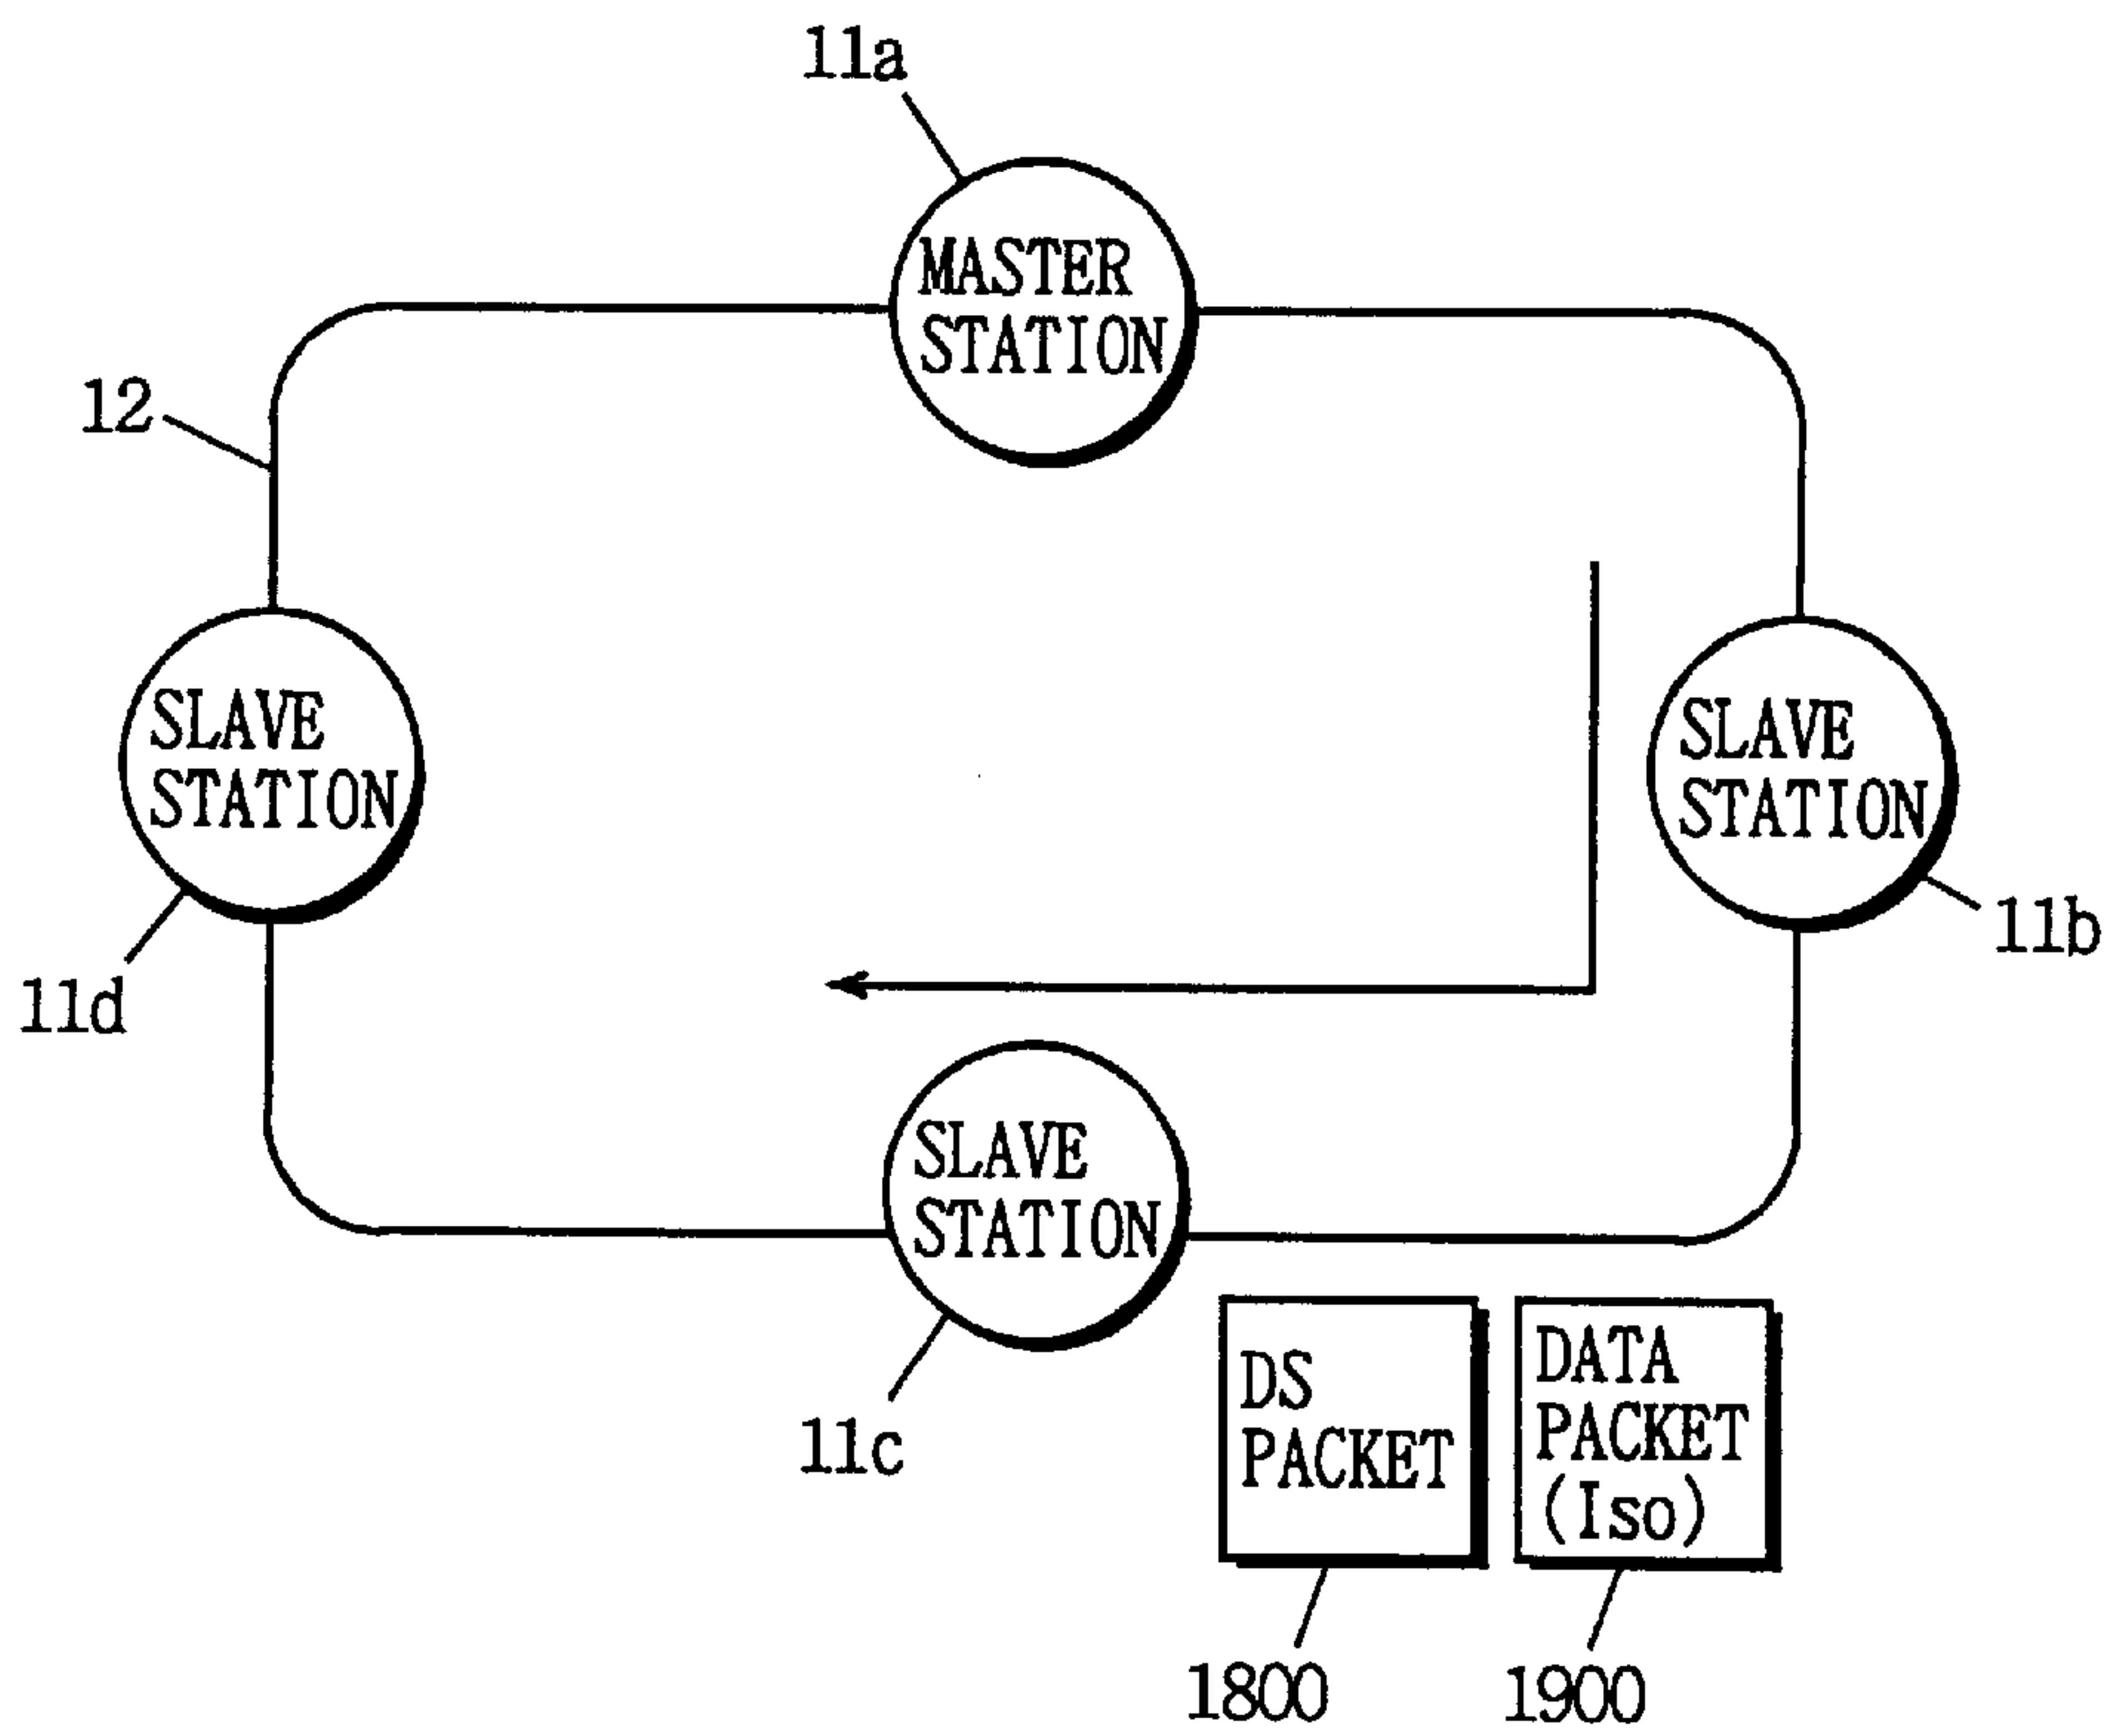 11a
MASTER
STATION
12
SLAVE
STATION
SLAVE
STATION
11b
11d
SLAVE
STATION
11c
DS
PACKET
DATA
PACKET
(Iso)
1800
1900